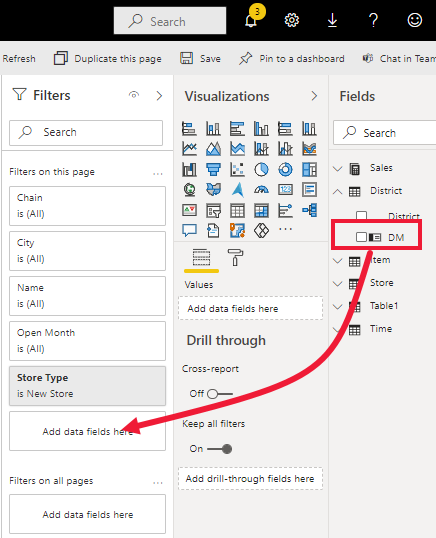 Search
3
Refresh
Duplicate this page
Save
Pin to a dashboard
Chat in Team
Filters
Search
Filters on this page
...
Chain
is (All)
City
is (All)
Name
is (All)
Open Month
is (All)
Store Type
is New Store
Add data fields here
Filters on all pages
...
Add data fields here
Visualizations
...
Values
Add data fields here
Drill through
Cross-report
Off
Keep all filters
On
Add drill-through fields here
Fields
Search
Sales
District
District
DM
Item
Store
Table1
Time